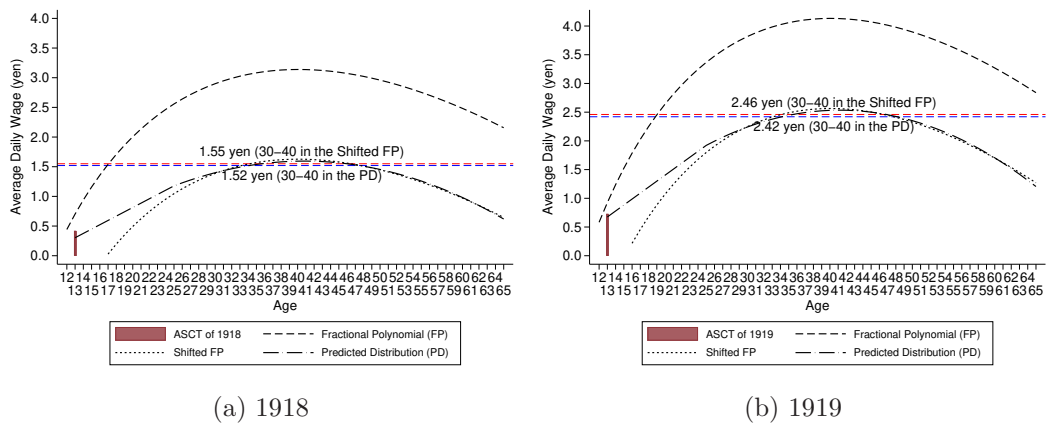 4.0
3.5
3.0
2.5
2.0
1.5
1.0
0.5
0.0
Average Daily Wage (yen)
1.55 yen (30−40 in the Shifted FP)
1.52 yen (30−40 in the PD)
12 14 16 18 20 22 24 26 28 30 32 34 36 38 40 42 44 46 48 50 52 54 56 58 60 62 64
13 15 17 19 21 23 25 27 29 31 33 35 37 39 41 43 45 47 49 51 53 55 57 59 61 63 65
Age
ASCT of 1918 Fractional Polynomial (FP)
Shifted FP Predicted Distribution (PD)
(a) 1918
4.0
3.5
3.0
2.5
2.0
1.5
1.0
0.5
0.0
Average Daily Wage (yen)
2.46 yen (30−40 in the Shifted FP)
2.42 yen (30−40 in the PD)
12 14 16 18 20 22 24 26 28 30 32 34 36 38 40 42 44 46 48 50 52 54 56 58 60 62 64
13 15 17 19 21 23 25 27 29 31 33 35 37 39 41 43 45 47 49 51 53 55 57 59 61 63 65
Age
ASCT of 1919 Fractional Polynomial (FP)
Shifted FP Predicted Distribution (PD)
(b) 1919